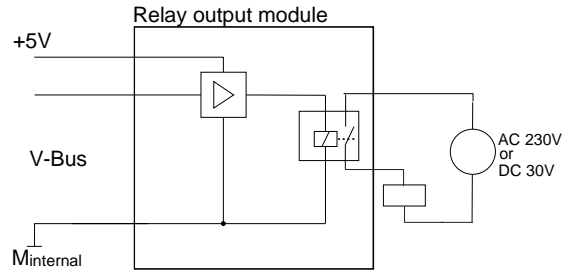 Relay output module
+5V
AC 230V
or
DC 30V
V-Bus
Minternal